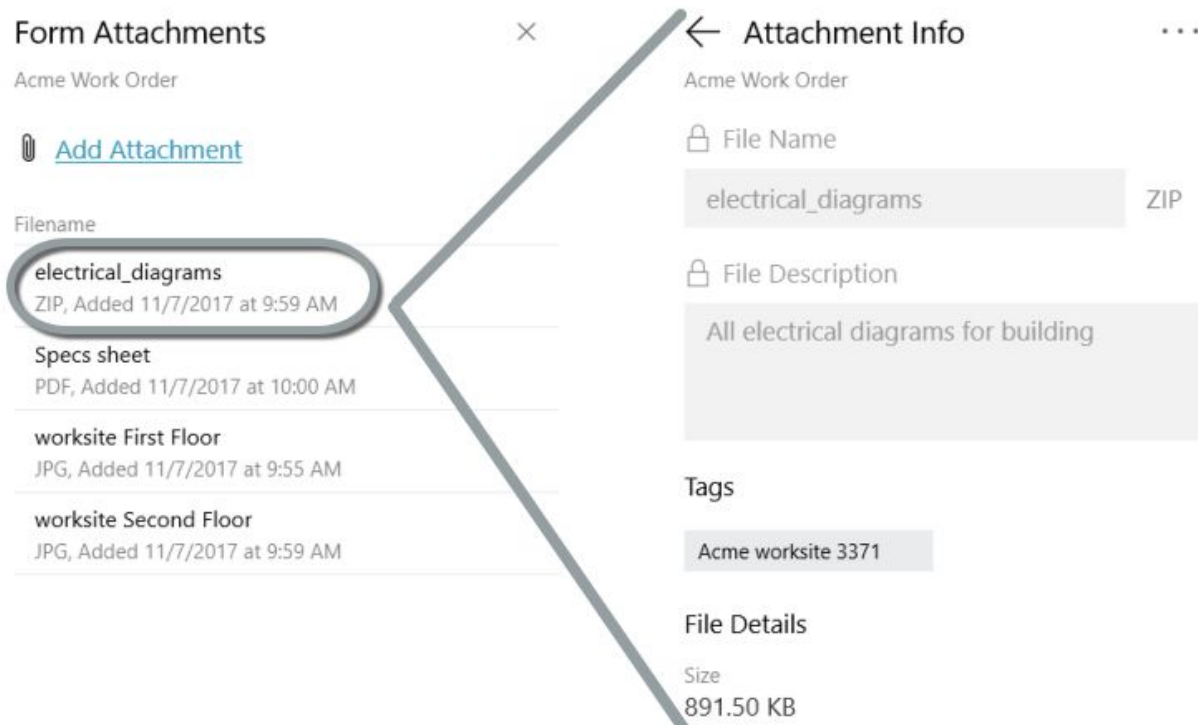 Form Attachments
Acme Work Order
Add Attachment
Filename
electrical_diagrams
ZIP, Added 11/7/2017 at 9:59 AM
Specs sheet
PDF, Added 11/7/2017 at 10:00 AM
worksite First Floor
JPG, Added 11/7/2017 at 9:55 AM
worksite Second Floor
JPG, Added 11/7/2017 at 9:59 AM
Attachment Info
Acme Work Order
File Name
electrical_diagrams ZIP
File Description
All electrical diagrams for building
Tags
Acme worksite 3371
File Details
Size
891.50 KB